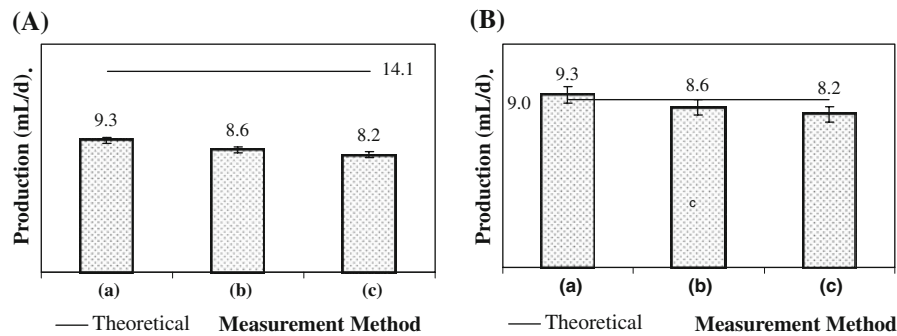 (A)
Production (mL/d).
14.1
9.3
8.6
8.2
(a)
(b)
(c)
Theoretical
Measurement Method
(B)
Production (mL/d).
9.0
9.3
8.6
8.2
c
(a)
(b)
(c)
Theoretical
Measurement Method